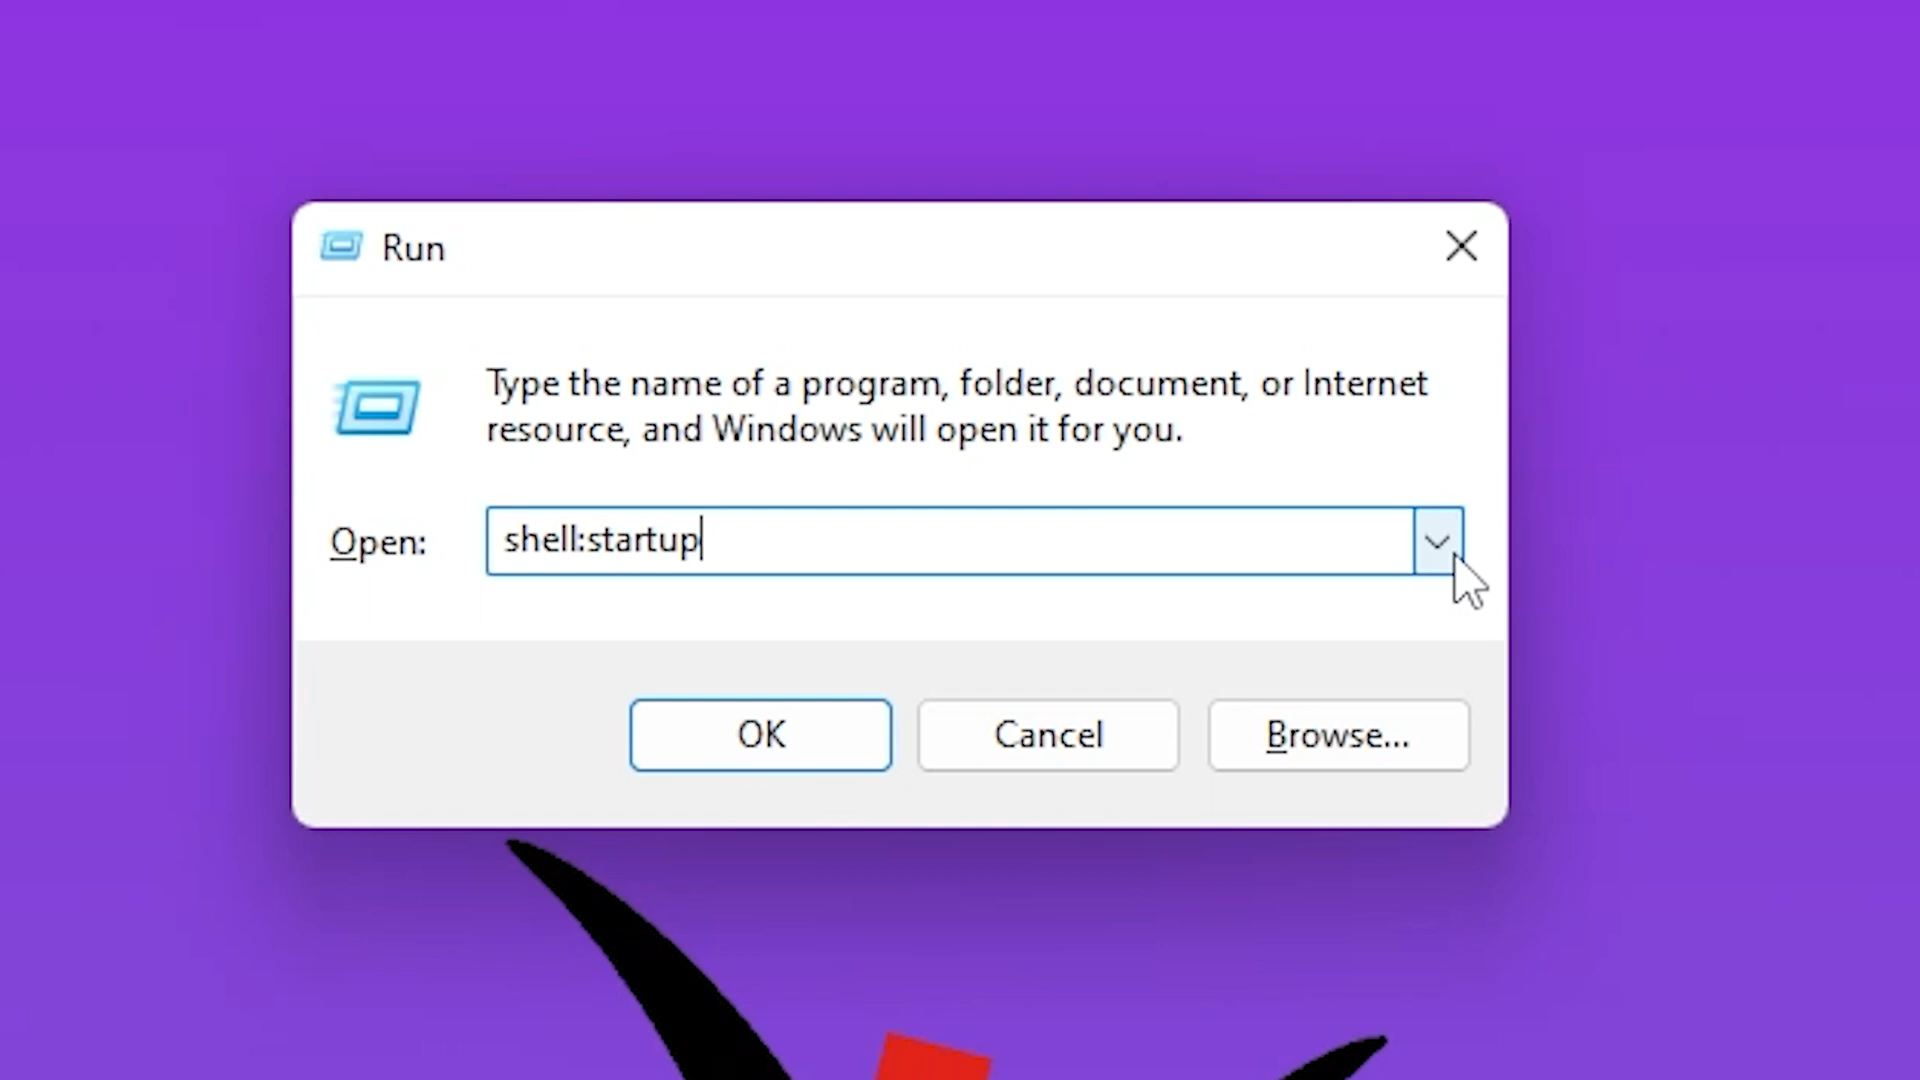 Run
Type the name of a program, folder, document, or Internet
resource, and Windows will open it for you.
Open:
shell:startup
OK
Cancel
Browse...